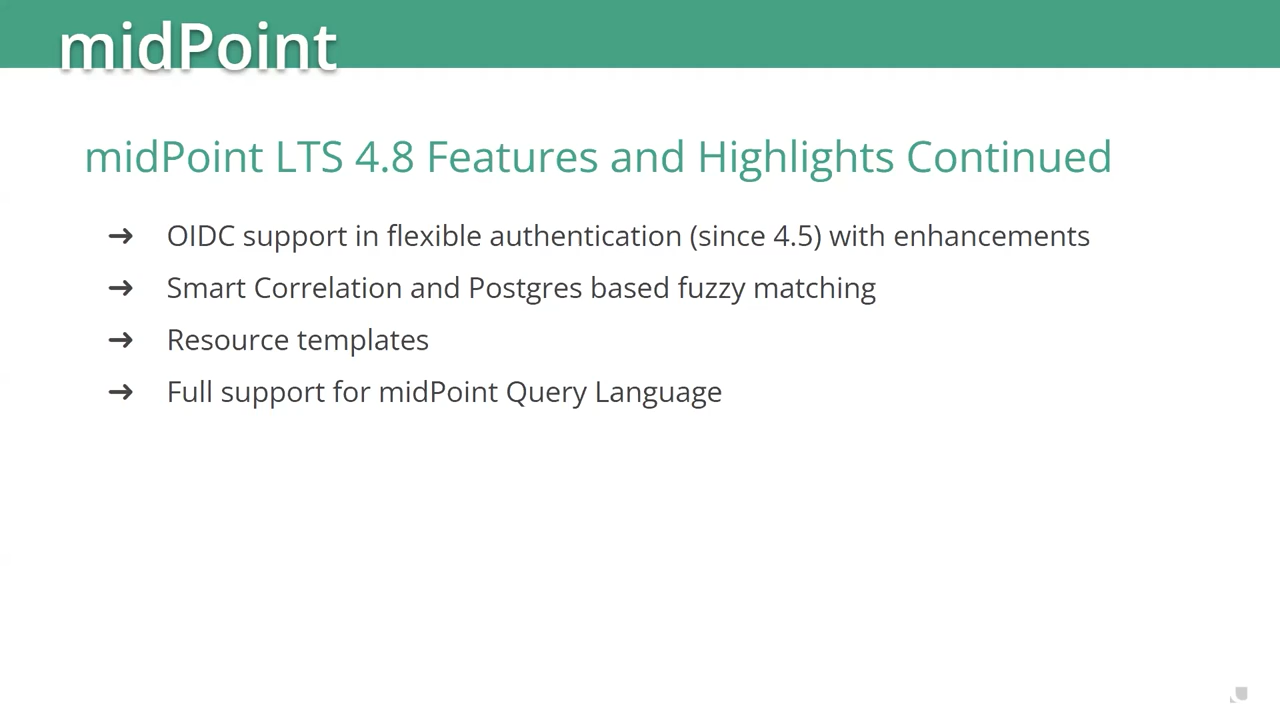 midPoint
midPoint LTS 4.8 Features and Highlights Continued
➔ OIDC support in flexible authentication (since 4.5) with enhancements
➔ Smart Correlation and Postgres based fuzzy matching
➔ Resource templates
➔ Full support for midPoint Query Language